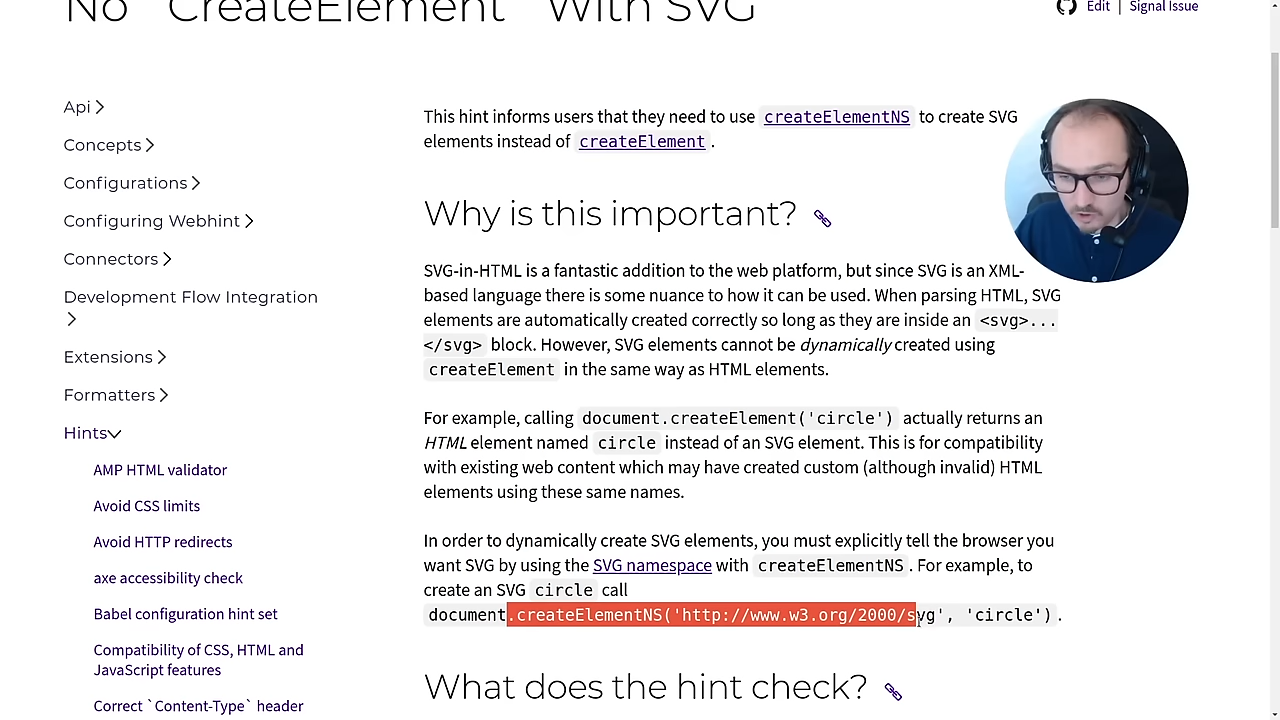 No `CreateElement` With SVG
Edit | Signal Issue
Api
Concepts
Configurations
Configuring Webhint
Connectors
Development Flow Integration
Extensions
Formatters
Hints
AMP HTML validator
Avoid CSS limits
Avoid HTTP redirects
axe accessibility check
Babel configuration hint set
Compatibility of CSS, HTML and
JavaScript features
Correct `Content-Type` header
This hint informs users that they need to use createElementNS to create SVG
elements instead of createElement.
Why is this important?
SVG-in-HTML is a fantastic addition to the web platform, but since SVG is an XML-
based language there is some nuance to how it can be used. When parsing HTML, SVG
elements are automatically created correctly so long as they are inside an <svg>...
</svg> block. However, SVG elements cannot be dynamically created using
createElement in the same way as HTML elements.
For example, calling document.createElement('circle') actually returns an
HTML element named circle instead of an SVG element. This is for compatibility
with existing web content which may have created custom (although invalid) HTML
elements using these same names.
In order to dynamically create SVG elements, you must explicitly tell the browser you
want SVG by using the SVG namespace with createElementNS. For example, to
create an SVG circle call
document.createElementNS('http://www.w3.org/2000/svg', 'circle').
What does the hint check?